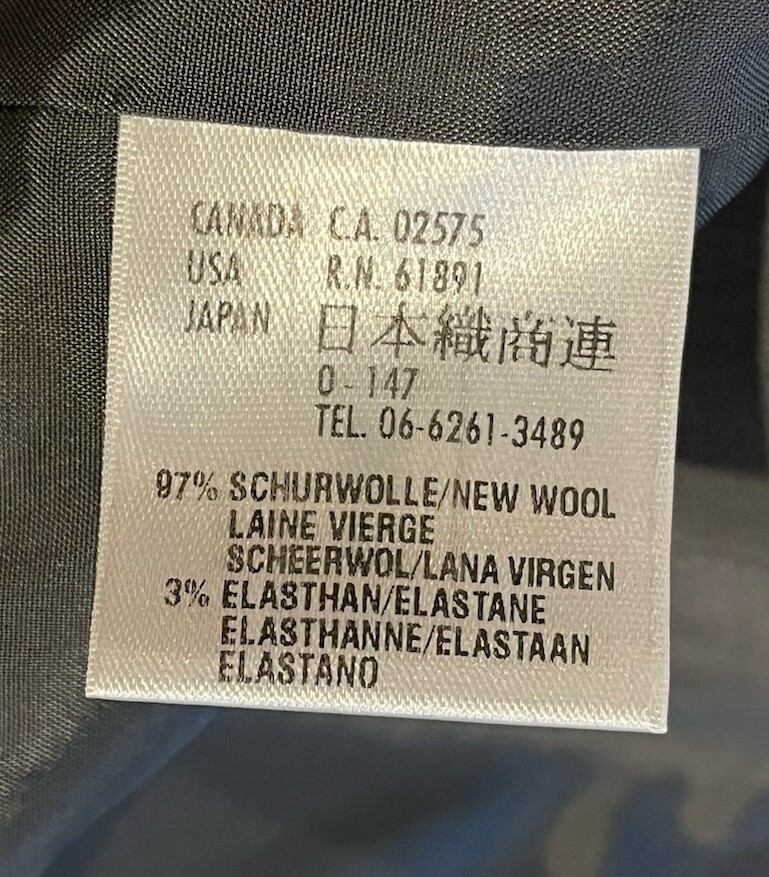 CANADA C.A. 02575
USA R.N. 61891
JAPAN 日本織商連
0-147
TEL. 06-6261-3489
97% SCHURWOLLE/NEW WOOL
LAINE VIERGE
SCHEERWOL/LANA VIRGEN
3% ELASTHAN/ELASTANE
ELASTHANNE/ELASTAAN
ELASTANO